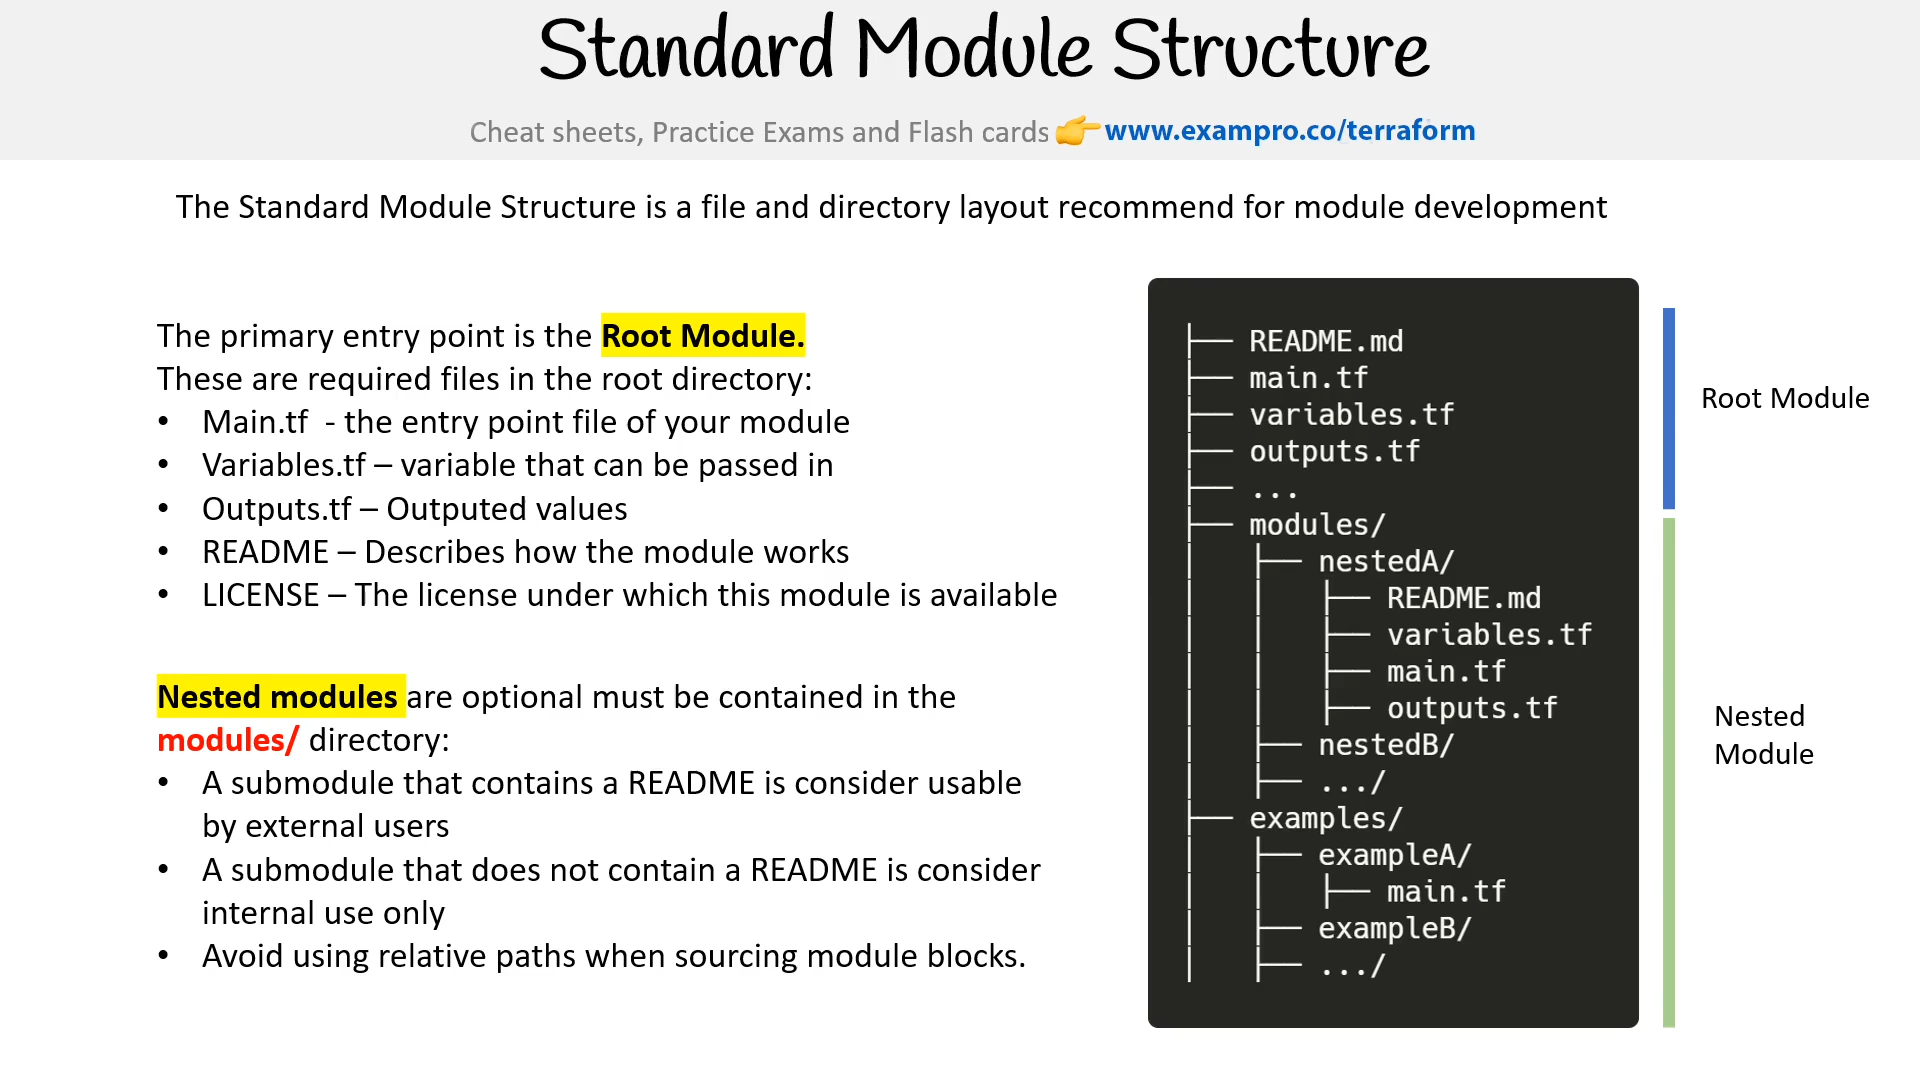 Standard Module Structure
Cheat sheets, Practice Exams and Flash cards 👉 www.exampro.co/terraform
The Standard Module Structure is a file and directory layout recommend for module development
The primary entry point is the Root Module.
These are required files in the root directory:
• Main.tf  - the entry point file of your module
• Variables.tf – variable that can be passed in
• Outputs.tf – Outputed values
• README – Describes how the module works
• LICENSE – The license under which this module is available
Nested modules are optional must be contained in the
modules/ directory:
• A submodule that contains a README is consider usable
by external users
• A submodule that does not contain a README is consider
internal use only
• Avoid using relative paths when sourcing module blocks.
├── README.md
├── main.tf
├── variables.tf
├── outputs.tf
├── ...
├── modules/
│   ├── nestedA/
│   │   ├── README.md
│   │   ├── variables.tf
│   │   ├── main.tf
│   │   ├── outputs.tf
│   ├── nestedB/
│   ├── .../
├── examples/
│   ├── exampleA/
│   │   ├── main.tf
│   ├── exampleB/
│   ├── .../
Root Module
Nested
Module